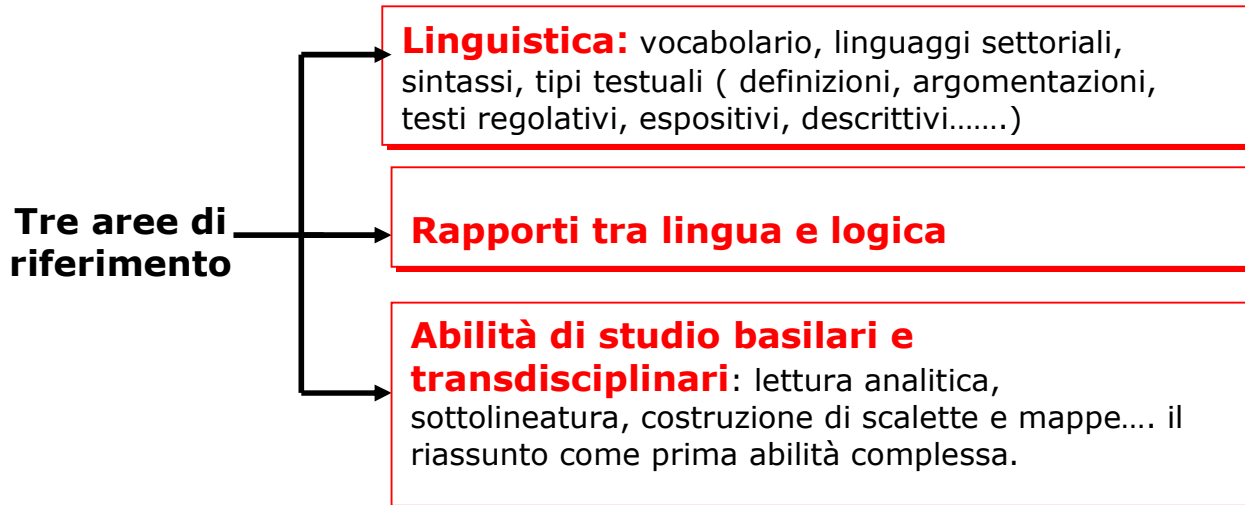 Linguistica: vocabolario, linguaggi settoriali,
sintassi, tipi testuali ( definizioni, argomentazioni,
testi regolativi, espositivi, descrittivi…….)
Tre aree di
riferimento
Rapporti tra lingua e logica
Abilità di studio basilari e
transdisciplinari: lettura analitica,
sottolineatura, costruzione di scalette e mappe…. il
riassunto come prima abilità complessa.